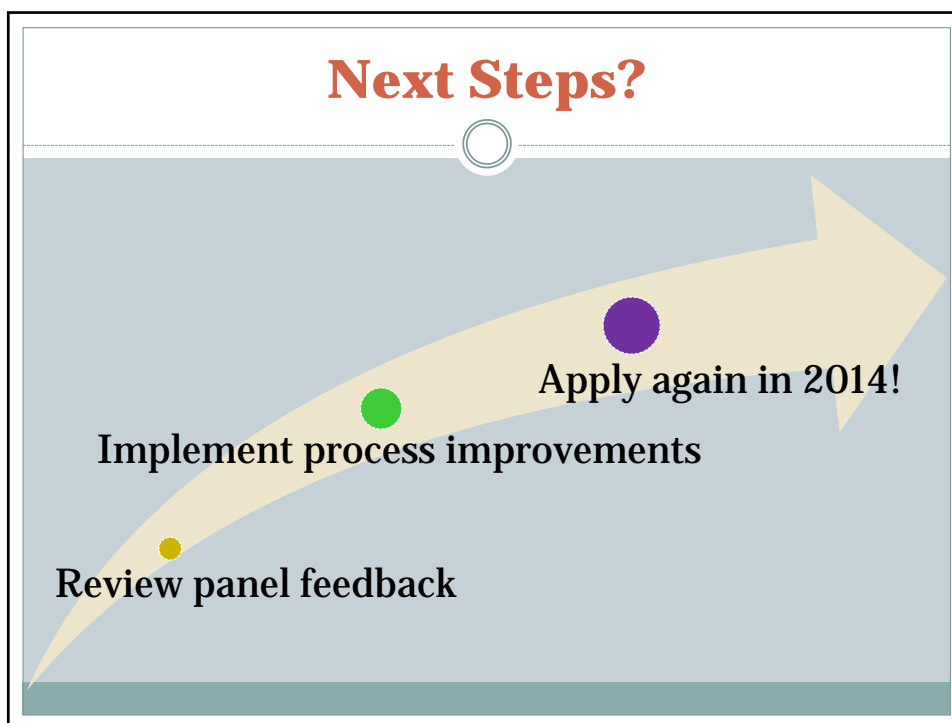 Next Steps?
Apply again in 2014!
Implement process improvements
Review panel feedback